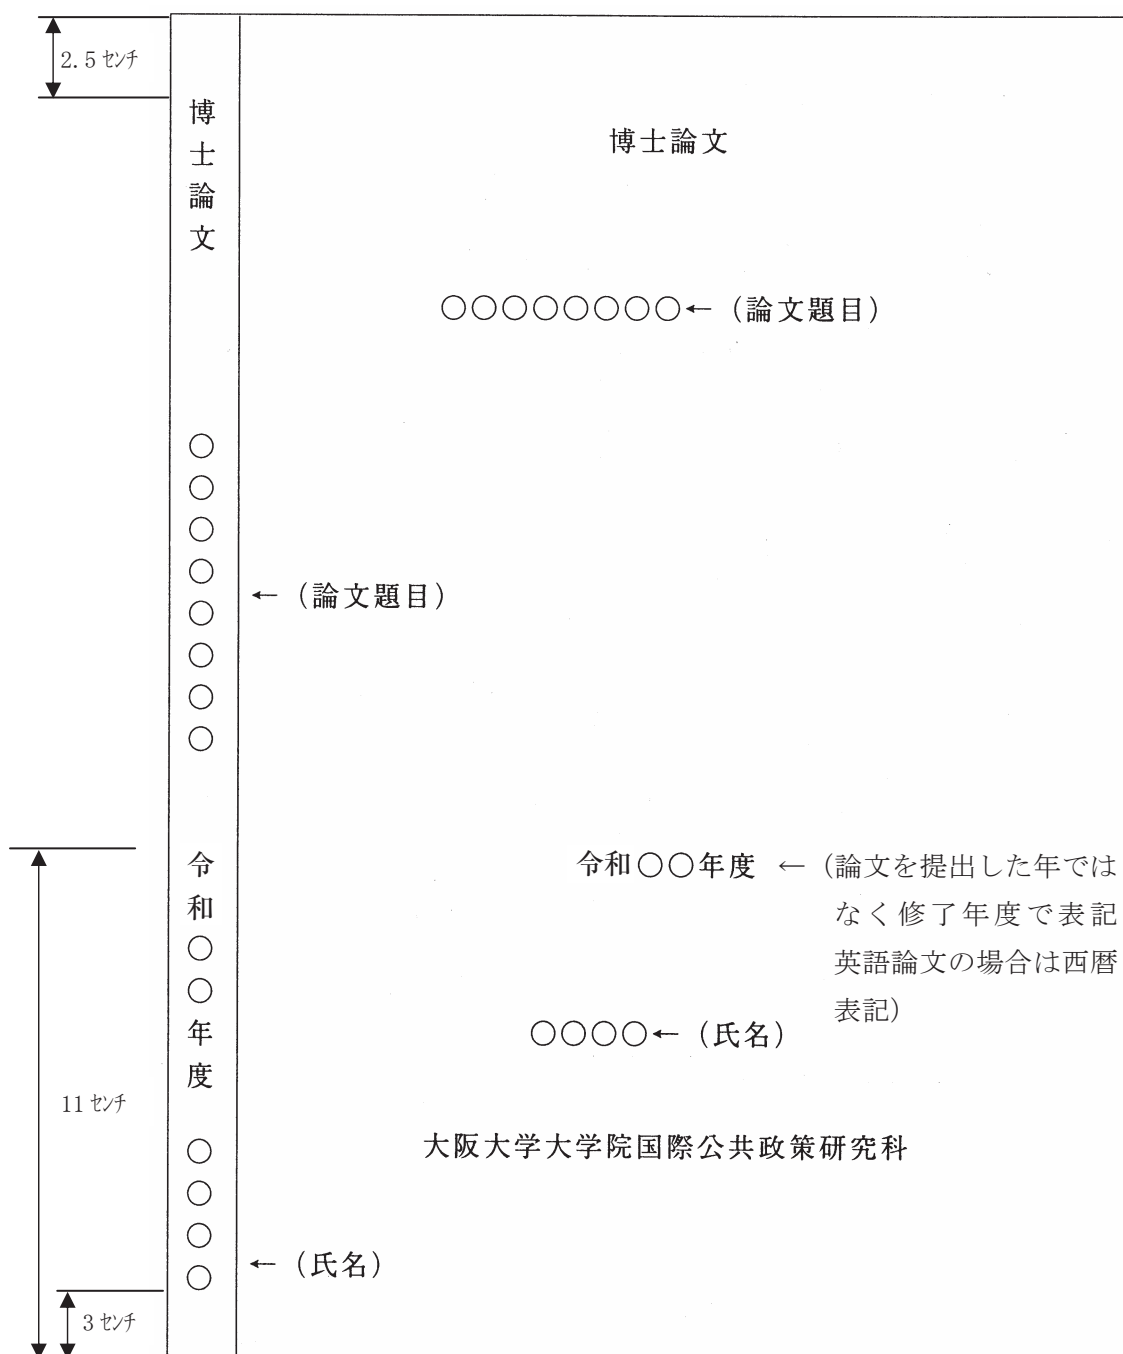 2.5 センチ
博士論文
博士論文
○○○○○○○○←(論文題目)
○○○○○○○○
←(論文題目)
令和○○年度
令和○○年度 ←(論文を提出した年では
なく修了年度で表記
英語論文の場合は西暦
表記)
○○○○←(氏名)
11 センチ
大阪大学大学院国際公共政策研究科
○○○○
←(氏名)
3 センチ